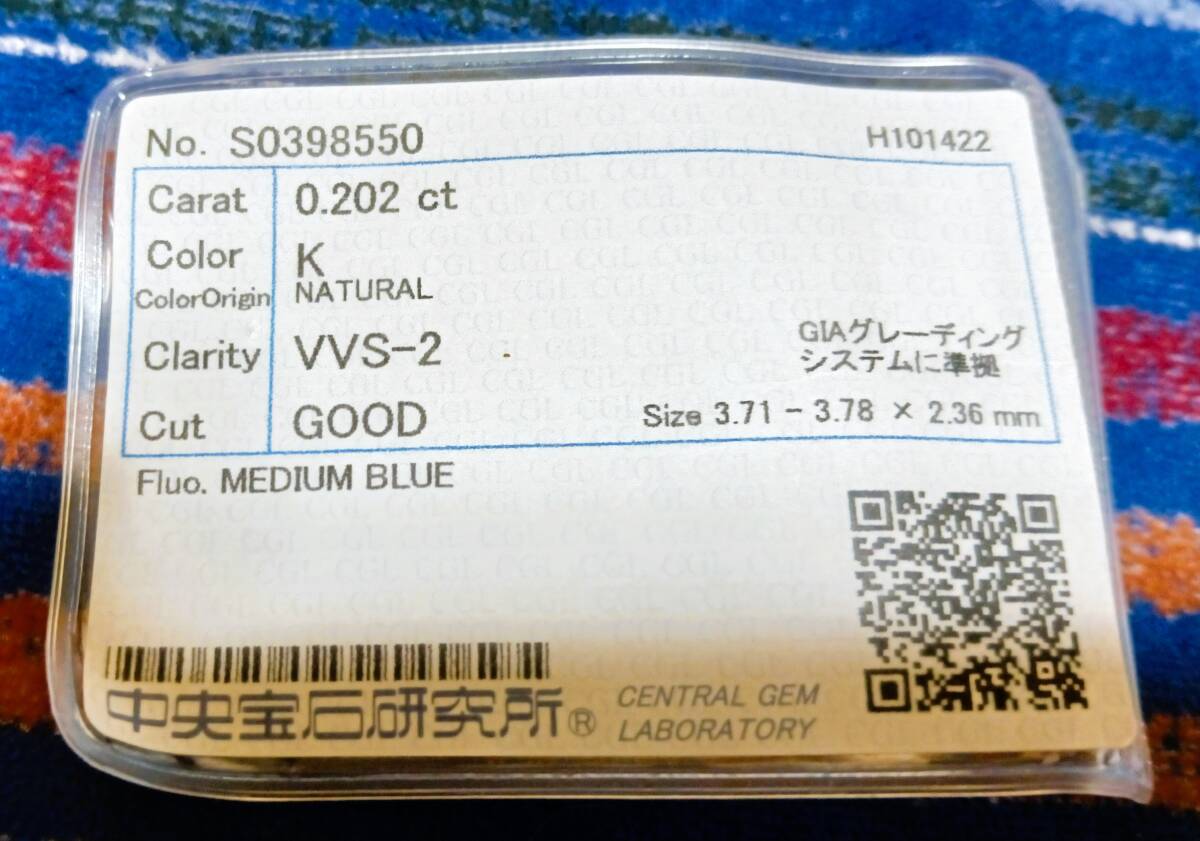 No. S0398550 H101422
Carat 0.202 ct
Color K
ColorOrigin NATURAL
Clarity VVS-2
GIAグレーディング
システムに準拠
Cut GOOD Size 3.71 - 3.78 × 2.36 mm
Fluo. MEDIUM BLUE
中央宝石研究所® CENTRAL GEM
LABORATORY